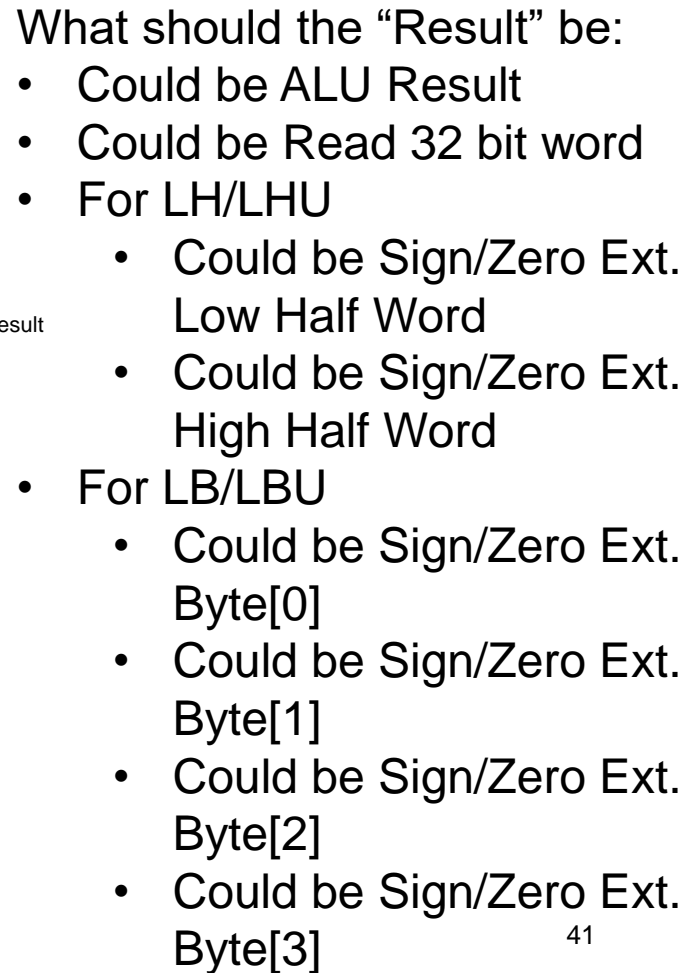 What should the “Result” be:
• Could be ALU Result
• Could be Read 32 bit word
• For LH/LHU
• Could be Sign/Zero Ext.
Low Half Word
esult
• Could be Sign/Zero Ext.
High Half Word
• For LB/LBU
• Could be Sign/Zero Ext.
Byte[0]
• Could be Sign/Zero Ext.
Byte[1]
• Could be Sign/Zero Ext.
Byte[2]
• Could be Sign/Zero Ext.
Byte[3]
41